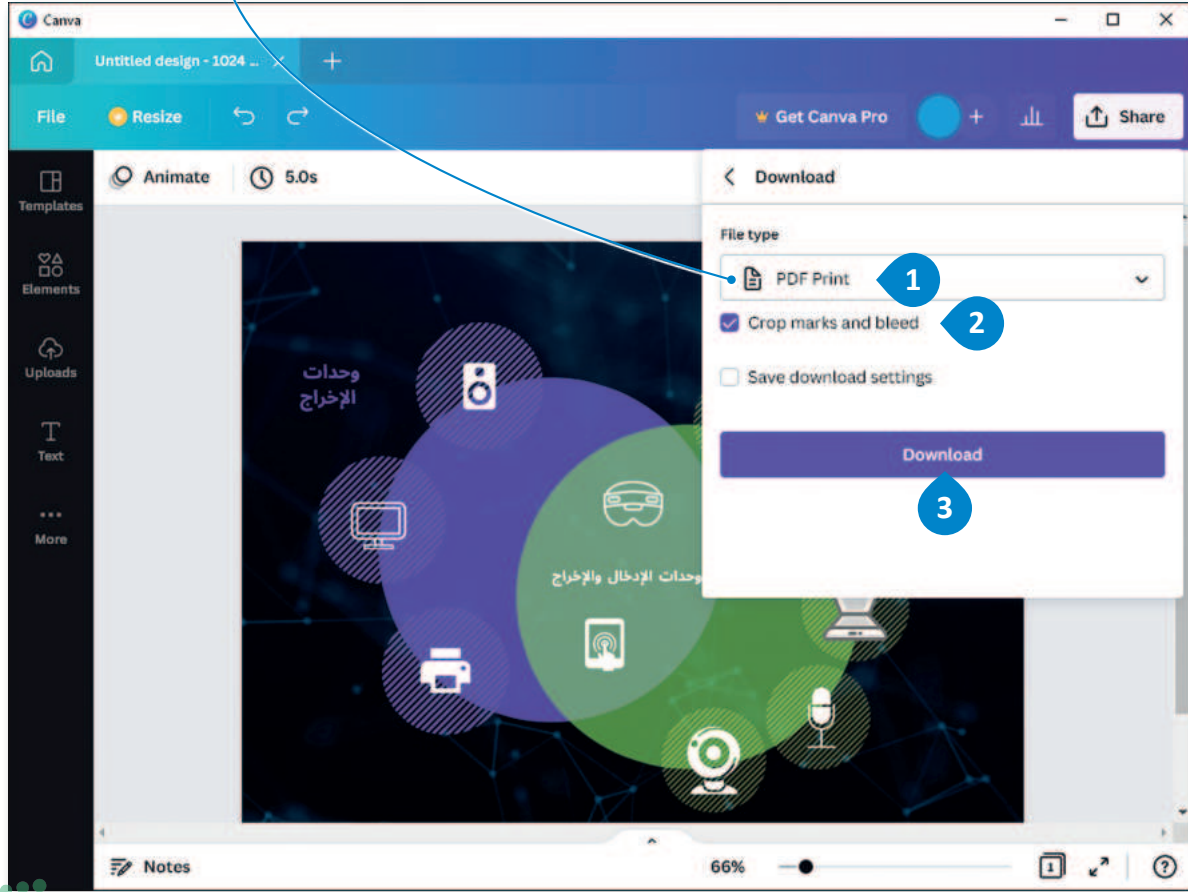 Canva
Untitled design - 1024 ...
File
Resize
Get Canva Pro
Share
Templates
Elements
Uploads
Text
More
Animate
5.0s
Download
File type
PDF Print
1
Crop marks and bleed
2
Save download settings
Download
3
وحدات
الإخراج
وحدات الإدخال والإخراج
Notes
66%
1
?